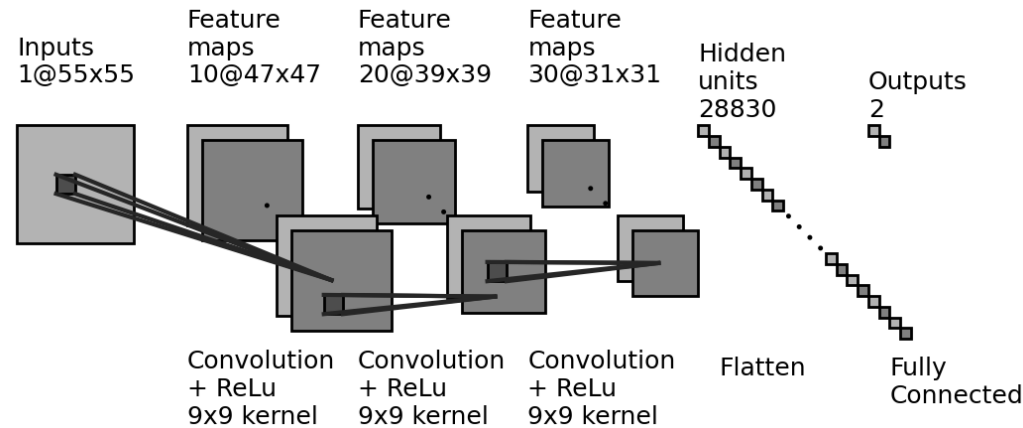 Inputs
1@55x55
Feature
maps
10@47x47
Feature
maps
20@39x39
Feature
maps
30@31x31
Hidden
units
28830
Outputs
2
Convolution
+ ReLu
9x9 kernel
Convolution
+ ReLu
9x9 kernel
Convolution
+ ReLu
9x9 kernel
Flatten
Fully
Connected